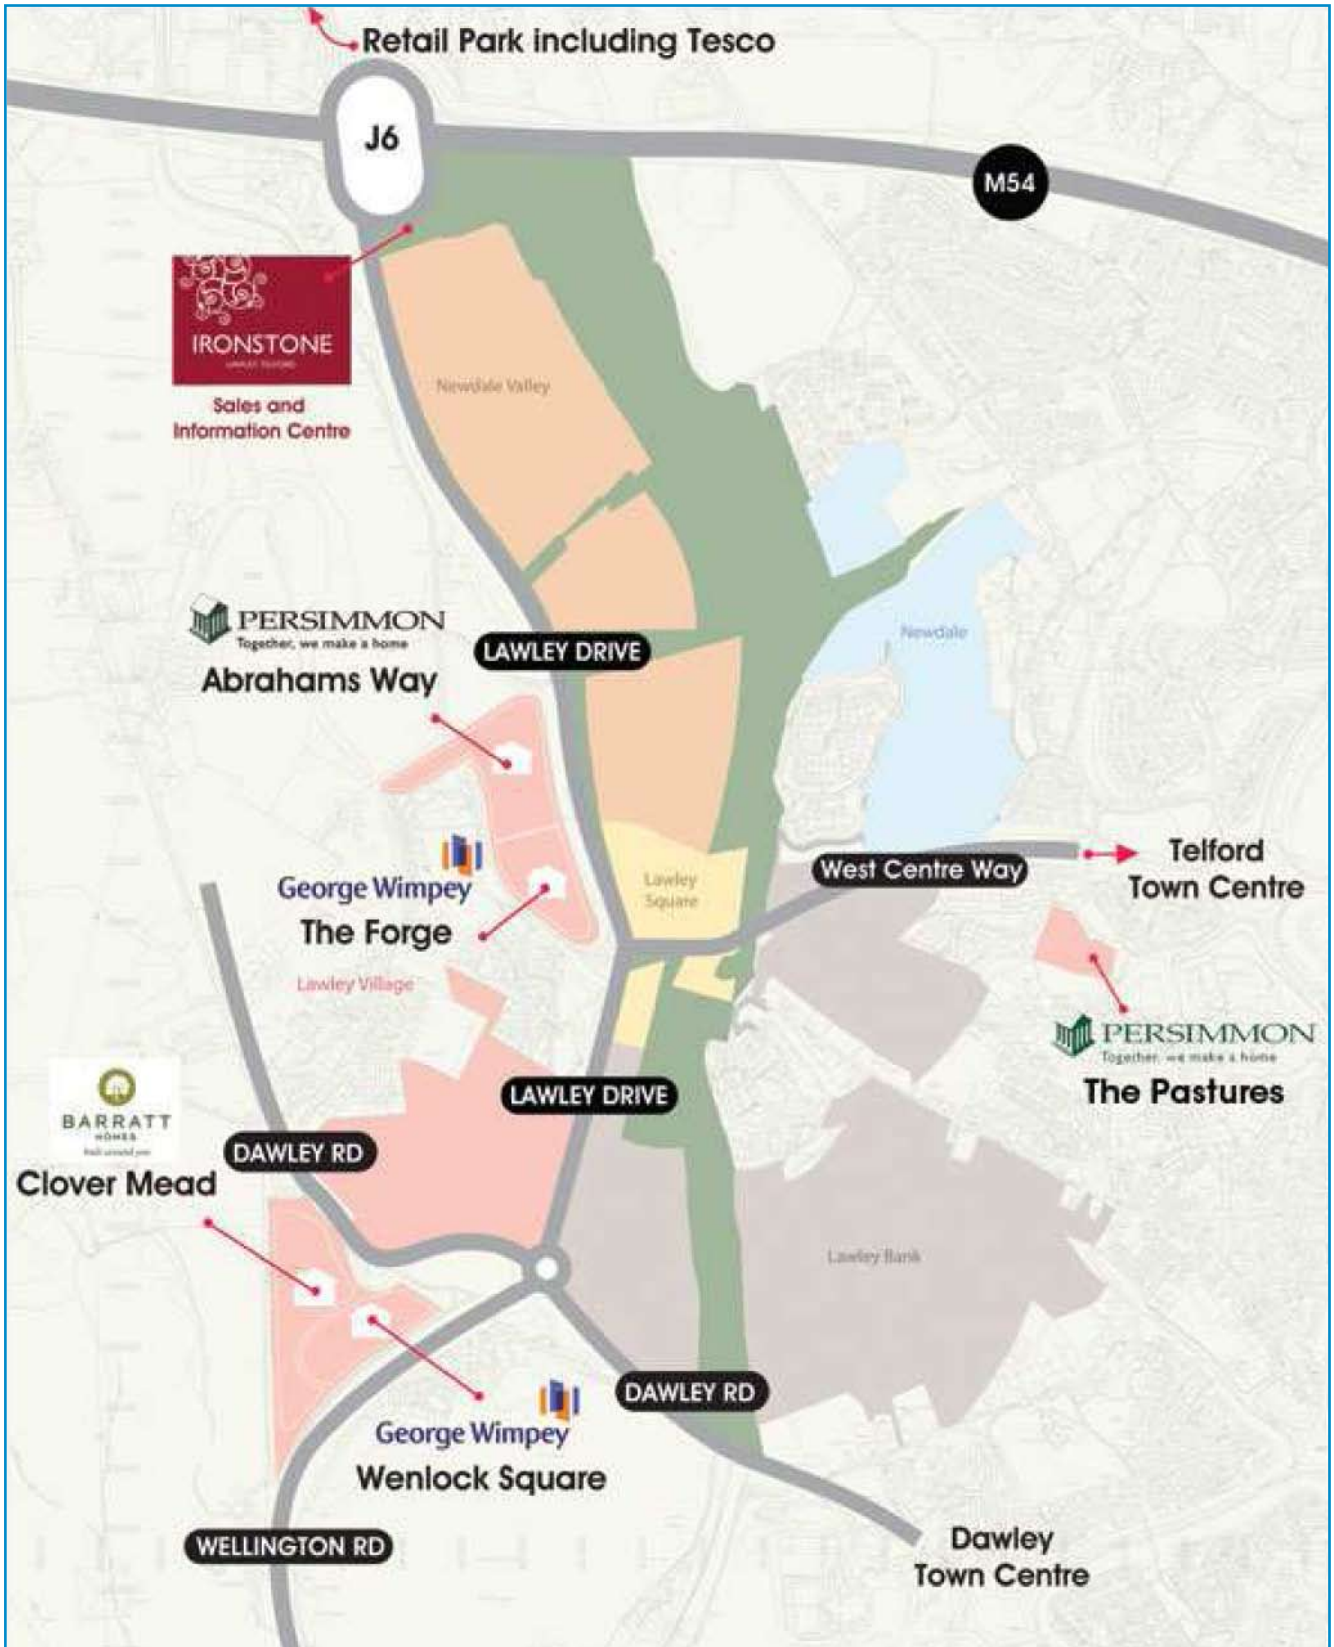 Retail Park including Tesco
J6
M54
IRONSTONE
LAWLEY TELFORD
Sales and
Information Centre
Newdale Valley
PERSIMMON
Together, we make a home
Abrahams Way
LAWLEY DRIVE
Newdale
George Wimpey
The Forge
Lawley
Square
West Centre Way
Telford
Town Centre
Lawley Village
PERSIMMON
Together, we make a home
The Pastures
LAWLEY DRIVE
BARRATT
HOMES
DAWLEY RD
Clover Mead
Lawley Bank
DAWLEY RD
George Wimpey
Wenlock Square
WELLINGTON RD
Dawley
Town Centre